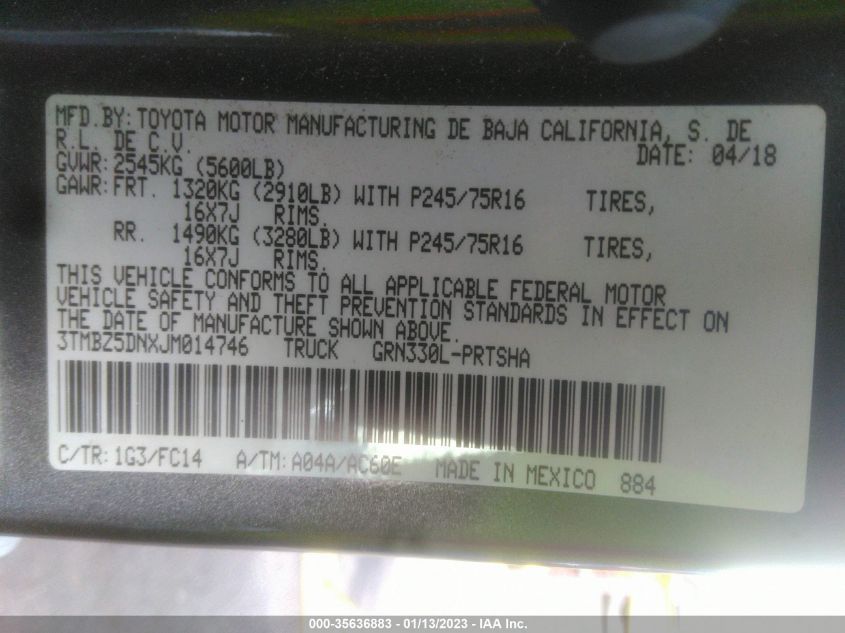 MFD.BY: TOYOTA MOTOR MANUFACTURING DE BAJA CALIFORNIA, S. DE
R.L. DE C.V.
DATE: 04/18
GVWR: 2545KG (5600LB)
GAWR: FRT. 1320KG (2910LB) WITH P245/75R16 TIRES,
16X7J RIMS.
RR. 1490KG (3280LB) WITH P245/75R16 TIRES,
16X7J RIMS.
THIS VEHICLE CONFORMS TO ALL APPLICABLE FEDERAL MOTOR
VEHICLE SAFETY AND THEFT PREVENTION STANDARDS IN EFFECT ON
THE DATE OF MANUFACTURE SHOWN ABOVE.
3TMBZ5DNXJM014746 TRUCK GRN330L-PRTSHA
C/TR: 1G3/FC14 A/TM: A04A/AC60E MADE IN MEXICO 884
000-35636883 - 01/13/2023 - IAA Inc.